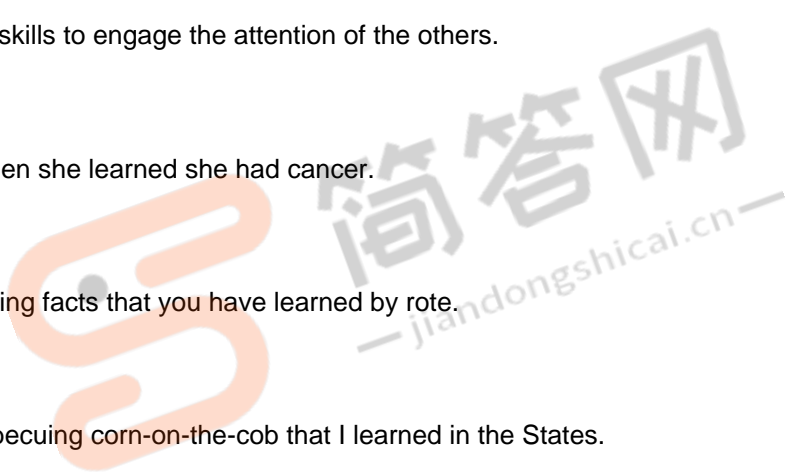 skills to engage the attention of the others.
en she learned she had cancer.
简答网
jiandongshicai.cn
ing facts that you have learned by rote.
becuing corn-on-the-cob that I learned in the States.